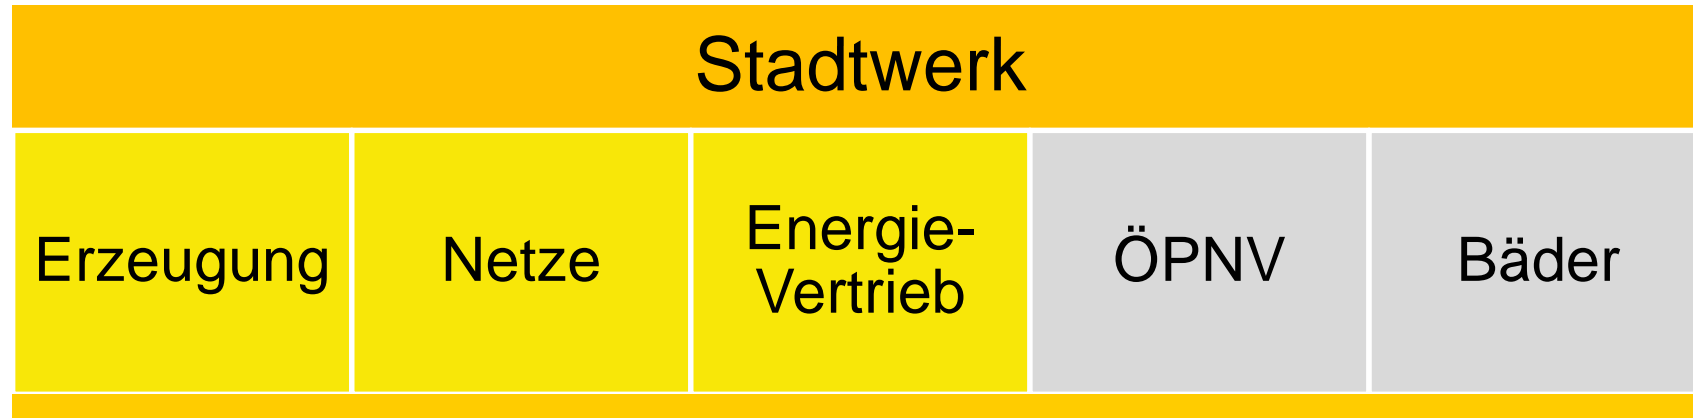 Stadtwerk
Erzeugung
Netze
Energie-
Vertrieb
ÖPNV
Bäder